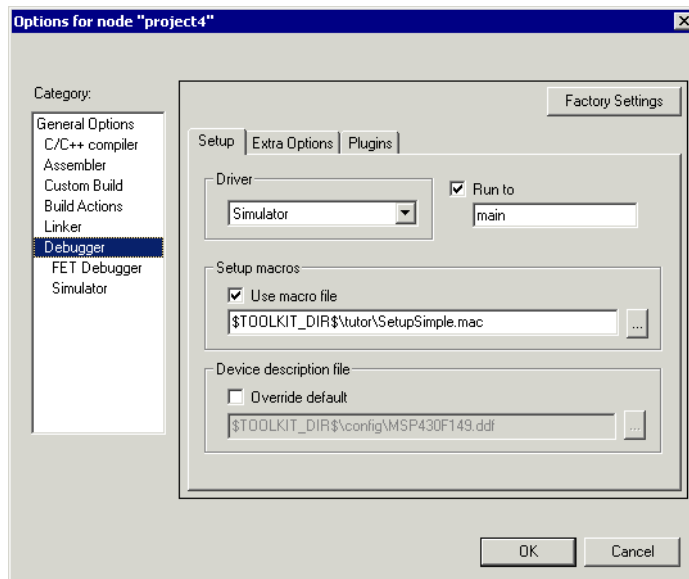 Options for node "project4"
Category:
Factory Settings
General Options
C/C++ compiler
Assembler
Custom Build
Build Actions
Linker
Debugger
FET Debugger
Simulator
Setup
Extra Options
Plugins
Driver
Simulator
Run to
main
Setup macros
Use macro file
$TOOLKIT_DIR$\tutor\SetupSimple.mac
...
Device description file
Override default
$TOOLKIT_DIR$\config\MSP430F149.ddf
...
OK
Cancel